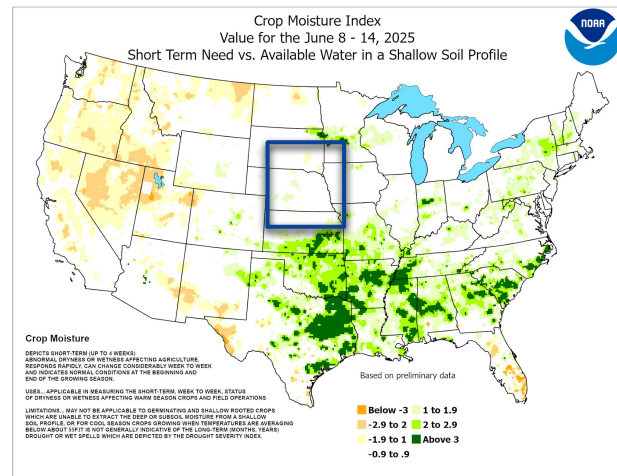 Crop Moisture Index
Value for the June 8 - 14, 2025
Short Term Need vs. Available Water in a Shallow Soil Profile
NOAA
Crop Moisture
DEPICTS SHORT-TERM (UP TO 4 WEEKS)
ABNORMAL DRYNESS OR WETNESS AFFECTING AGRICULTURE,
RESPONDS RAPIDLY, CAN CHANGE CONSIDERABLY WEEK TO WEEK
AND INDICATES NORMAL CONDITIONS AT THE BEGINNING AND
END OF THE GROWING SEASON.
USES... APPLICABLE IN MEASURING THE SHORT-TERM, WEEK TO WEEK, STATUS
OF DRYNESS OR WETNESS AFFECTING WARM SEASON CROPS AND FIELD OPERATIONS
LIMITATIONS... MAY NOT BE APPLICABLE TO GERMINATING AND SHALLOW ROOTED CROPS
WHICH ARE UNABLE TO EXTRACT THE DEEP OR SUBSOIL MOISTURE FROM A SHALLOW
SOIL PROFILE, OR FOR COOL SEASON CROPS GROWING WHEN TEMPERATURES ARE AVERAGING
BELOW ABOUT 55F.IT IS NOT GENERALLY INDICATIVE OF THE LONG-TERM (MONTHS, YEARS)
DROUGHT OR WET SPELLS WHICH ARE DEPICTED BY THE DROUGHT SEVERITY INDEX.
Based on preliminary data
Below -3
-2.9 to 2
-1.9 to 1
-0.9 to .9
1 to 1.9
2 to 2.9
Above 3